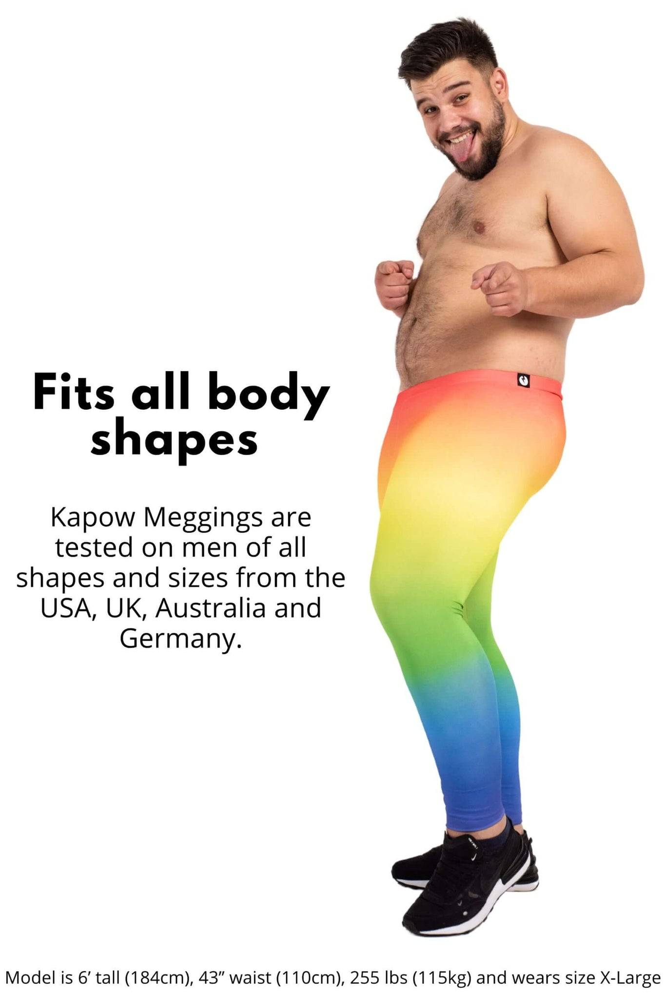 Fits all body
shapes
Kapow Meggings are
tested on men of all
shapes and sizes from the
USA, UK, Australia and
Germany.
Model is 6’ tall (184cm), 43” waist (110cm), 255 lbs (115kg) and wears size X-Large